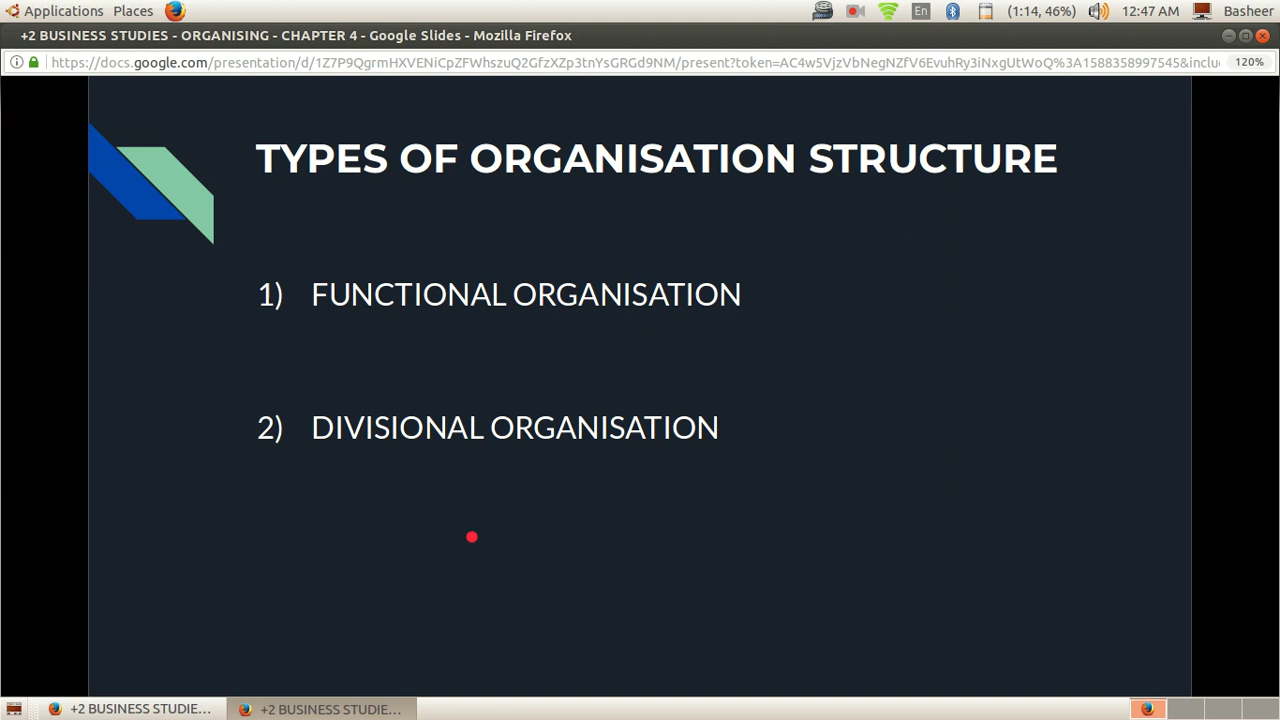 Applications Places En (1:14, 46%) 12:47 AM Basheer
+2 BUSINESS STUDIES - ORGANISING - CHAPTER 4 - Google Slides - Mozilla Firefox
https://docs.google.com/presentation/d/1Z7P9QgrmHXVENiCpZFWhszuQ2GfzXZp3tnYsGRGd9NM/present?token=AC4w5VjzVbNegNZfV6EvuhRy3iNxgUtWoQ%3A1588358997545&inclu 120%
TYPES OF ORGANISATION STRUCTURE
1) FUNCTIONAL ORGANISATION
2) DIVISIONAL ORGANISATION
+2 BUSINESS STUDIE... +2 BUSINESS STUDIE...